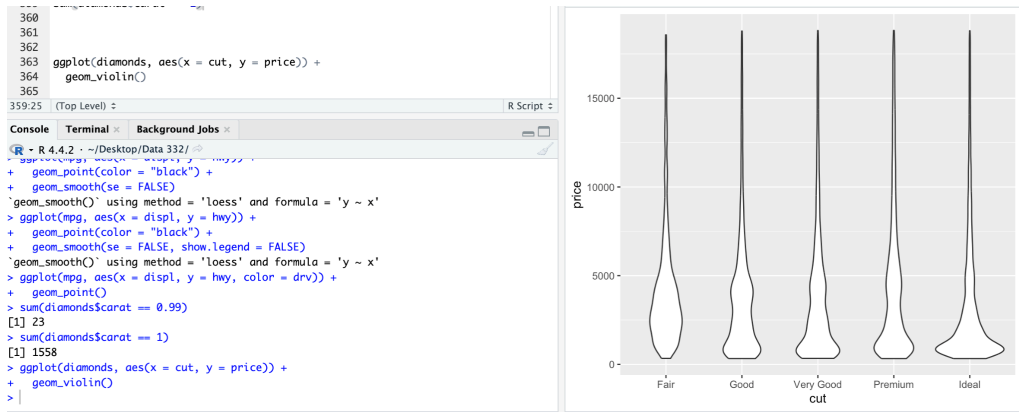 360
361
362
363 ggplot(diamonds, aes(x = cut, y = price)) +
364 geom_violin()
365
359:25 (Top Level) R Script
Console Terminal × Background Jobs ×
R 4.4.2 · ~/Desktop/Data 332/
> ggplot(mpg, aes(x = displ, y = hwy)) +
+ geom_point(color = "black") +
+ geom_smooth(se = FALSE)
`geom_smooth()` using method = 'loess' and formula = 'y ~ x'
> ggplot(mpg, aes(x = displ, y = hwy)) +
+ geom_point(color = "black") +
+ geom_smooth(se = FALSE, show.legend = FALSE)
`geom_smooth()` using method = 'loess' and formula = 'y ~ x'
> ggplot(mpg, aes(x = displ, y = hwy, color = drv)) +
+ geom_point()
> sum(diamonds$carat == 0.99)
[1] 23
> sum(diamonds$carat == 1)
[1] 1558
> ggplot(diamonds, aes(x = cut, y = price)) +
+ geom_violin()
>
price
15000
10000
5000
0
Fair Good Very Good Premium Ideal
cut